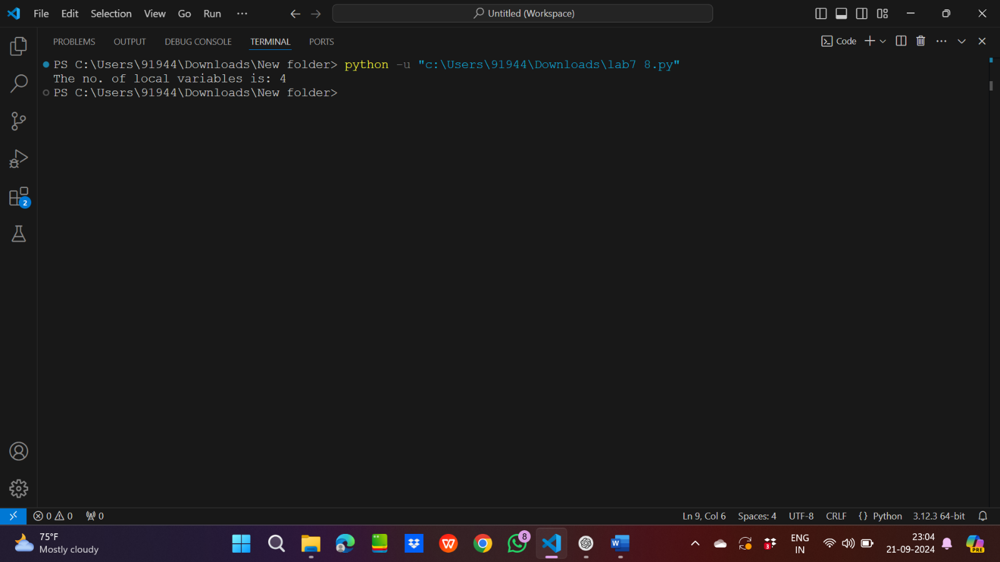 File Edit Selection View Go Run ···
Untitled (Workspace)
PROBLEMS OUTPUT DEBUG CONSOLE TERMINAL PORTS
Code
PS C:\Users\91944\Downloads\New folder> python -u "c:\Users\91944\Downloads\lab7 8.py"
The no. of local variables is: 4
PS C:\Users\91944\Downloads\New folder>
2
0 0 0
Ln 9, Col 6 Spaces: 4 UTF-8 CRLF {} Python 3.12.3 64-bit
75°F
Mostly cloudy
W
8
W
3
PRE
ENG
IN
23:04
21-09-2024